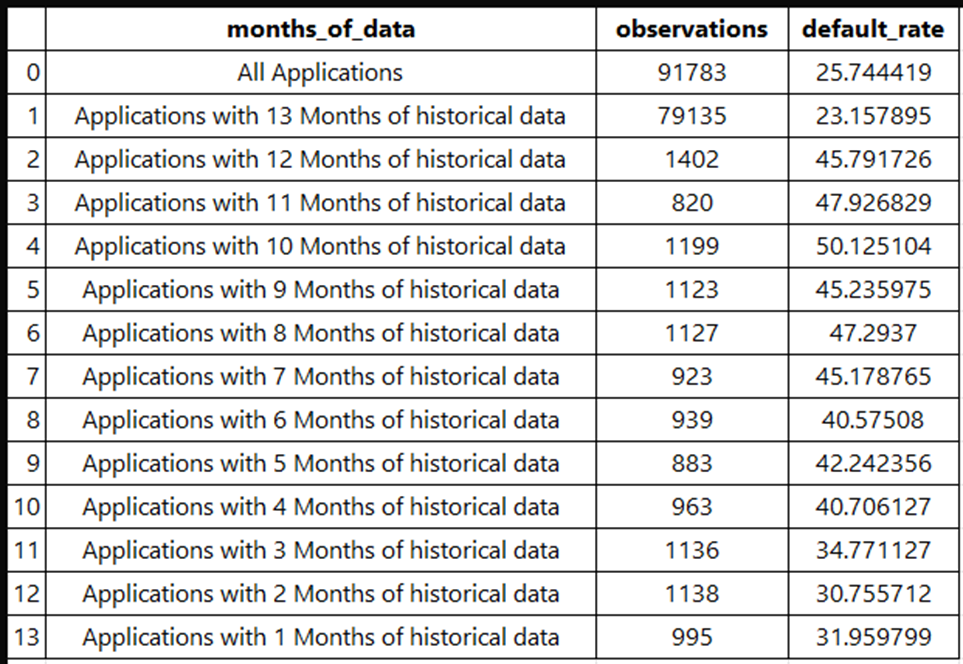 months_of_data observations default_rate
0 All Applications 91783 25.744419
1 Applications with 13 Months of historical data 79135 23.157895
2 Applications with 12 Months of historical data 1402 45.791726
3 Applications with 11 Months of historical data 820 47.926829
4 Applications with 10 Months of historical data 1199 50.125104
5 Applications with 9 Months of historical data 1123 45.235975
6 Applications with 8 Months of historical data 1127 47.2937
7 Applications with 7 Months of historical data 923 45.178765
8 Applications with 6 Months of historical data 939 40.57508
9 Applications with 5 Months of historical data 883 42.242356
10 Applications with 4 Months of historical data 963 40.706127
11 Applications with 3 Months of historical data 1136 34.771127
12 Applications with 2 Months of historical data 1138 30.755712
13 Applications with 1 Months of historical data 995 31.959799